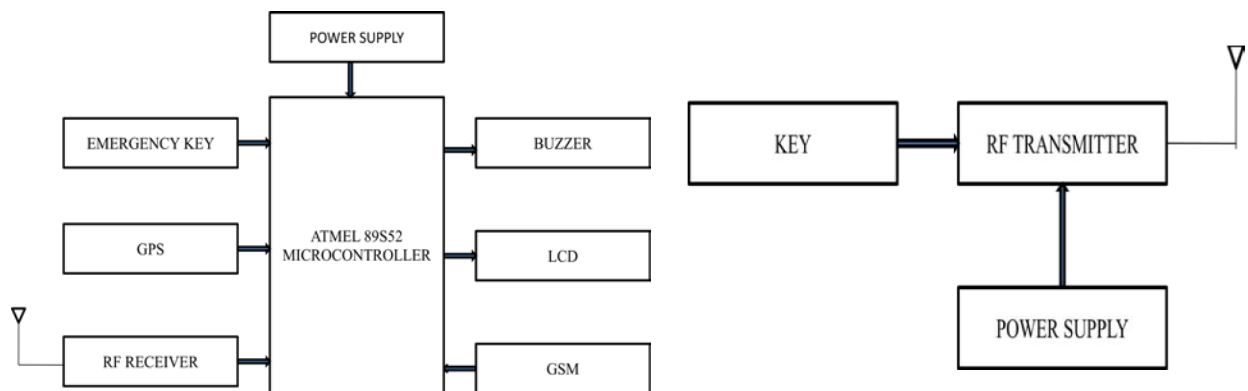 POWER SUPPLY
EMERGENCY KEY
BUZZER
GPS
ATMEL 89S52
MICROCONTROLLER
LCD
RF RECEIVER
GSM
KEY
RF TRANSMITTER
POWER SUPPLY